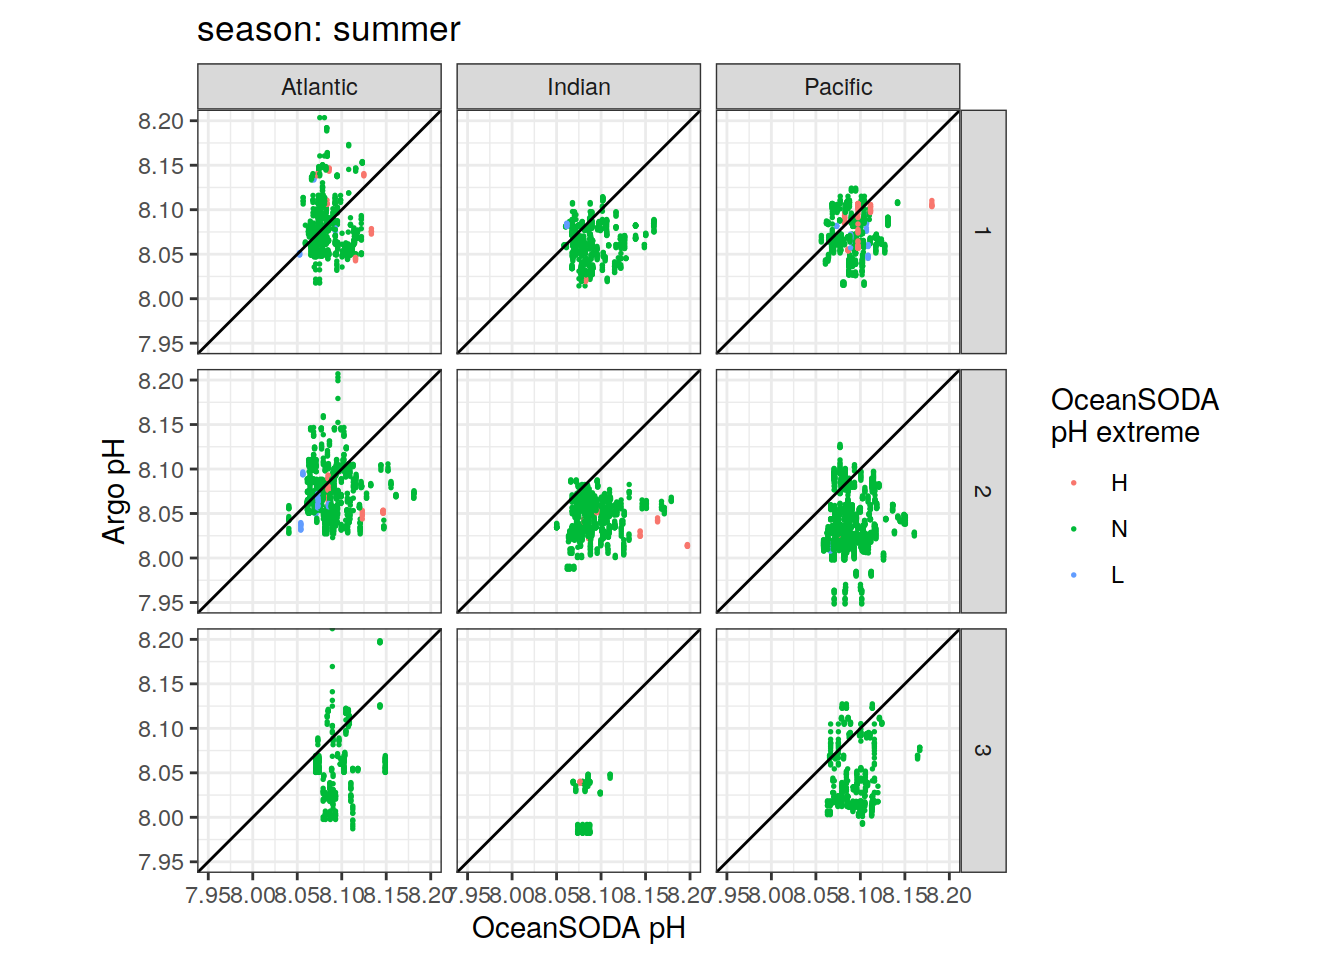 season: summer
Atlantic
Indian
Pacific
8.20
8.15
8.10
8.05
8.00
7.95
1
8.20
8.15
8.10
8.05
8.00
7.95
2
8.20
8.15
8.10
8.05
8.00
7.95
3
Argo pH
7.95 8.00 8.05 8.10 8.15 8.20
7.95 8.00 8.05 8.10 8.15 8.20
7.95 8.00 8.05 8.10 8.15 8.20
OceanSODA pH
OceanSODA
pH extreme
H
N
L